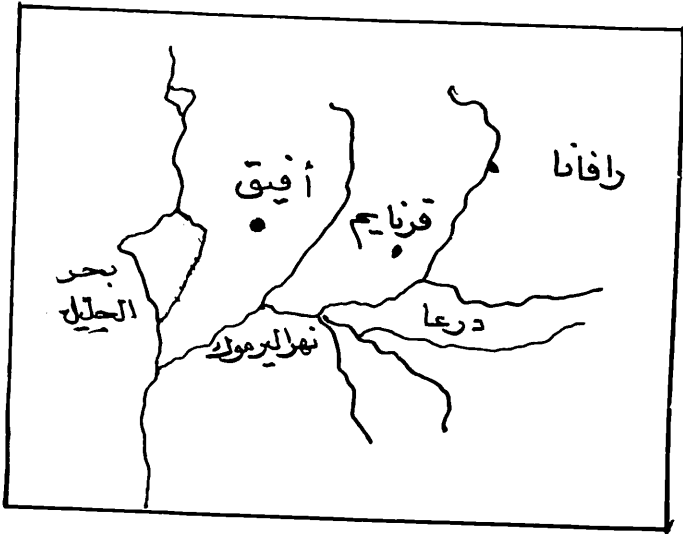 رافانا
أفيق
قرنايم
بحر
الجليل
درعا
نهر اليرموك